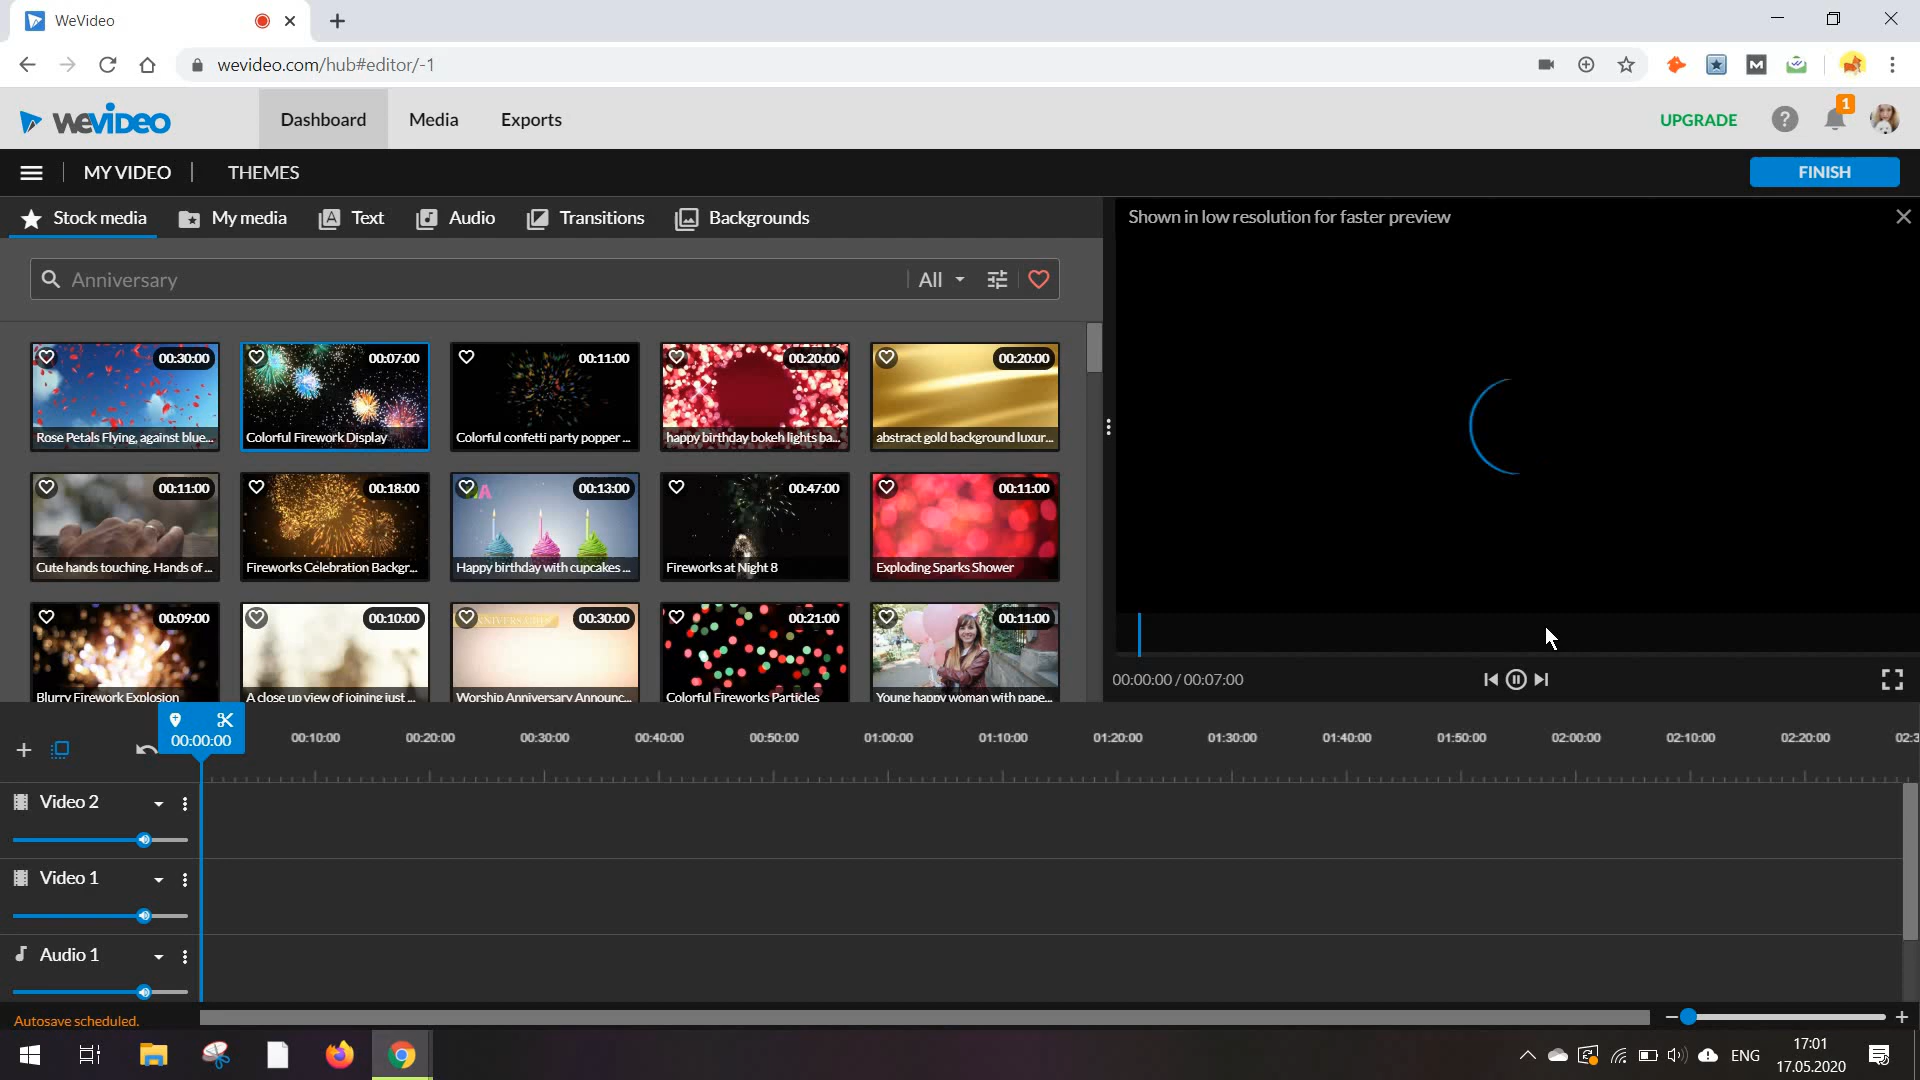 WeVideo
wevideo.com/hub#editor/-1
WEVIDEO
Dashboard
Media
Exports
UPGRADE
1
MY VIDEO
THEMES
FINISH
Stock media
My media
Text
Audio
Transitions
Backgrounds
Shown in low resolution for faster preview
Anniversary
All
00:30:00
Rose Petals Flying, against blue...
00:07:00
Colorful Firework Display
00:11:00
Colorful confetti party popper ...
00:20:00
happy birthday bokeh lights ba...
00:20:00
abstract gold background luxur...
00:11:00
Cute hands touching. Hands of ...
00:18:00
Fireworks Celebration Backgr...
00:13:00
Happy birthday with cupcakes ...
00:47:00
Fireworks at Night 8
00:11:00
Exploding Sparks Shower
00:09:00
Blurry Firework Explosion
00:10:00
A close up view of joining just ...
00:30:00
Worship Anniversary Announc...
00:21:00
Colorful Fireworks Particles
00:11:00
Young happy woman with pape...
00:00:00 / 00:07:00
00:00:00
00:10:00
00:20:00
00:30:00
00:40:00
00:50:00
01:00:00
01:10:00
01:20:00
01:30:00
01:40:00
01:50:00
02:00:00
02:10:00
02:20:00
02:3
Video 2
Video 1
Audio 1
Autosave scheduled.
ENG
17:01
17.05.2020